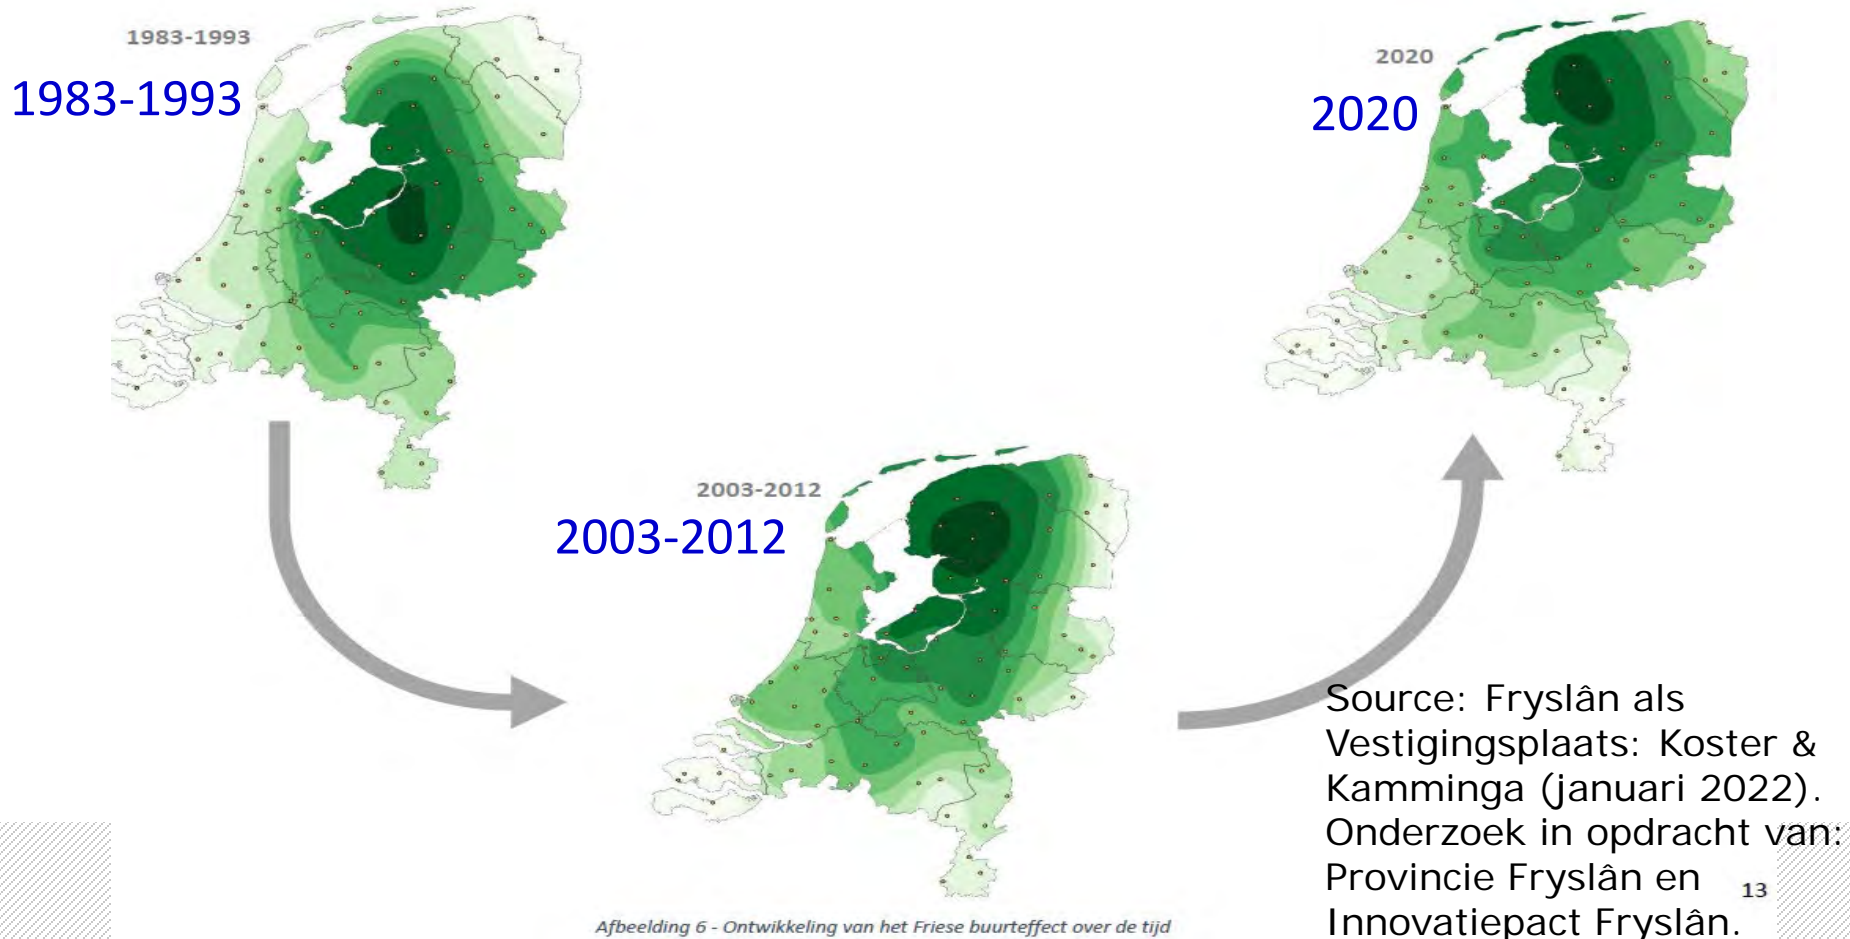 1983-1993
1983-1993
2020
2020
2003-2012
2003-2012
Source: Fryslân als
Vestigingsplaats: Koster &
Kamminga (januari 2022).
Onderzoek in opdracht van:
Provincie Fryslân en
Innovatiepact Fryslân.
13
Afbeelding 6 - Ontwikkeling van het Friese buurteffect over de tijd